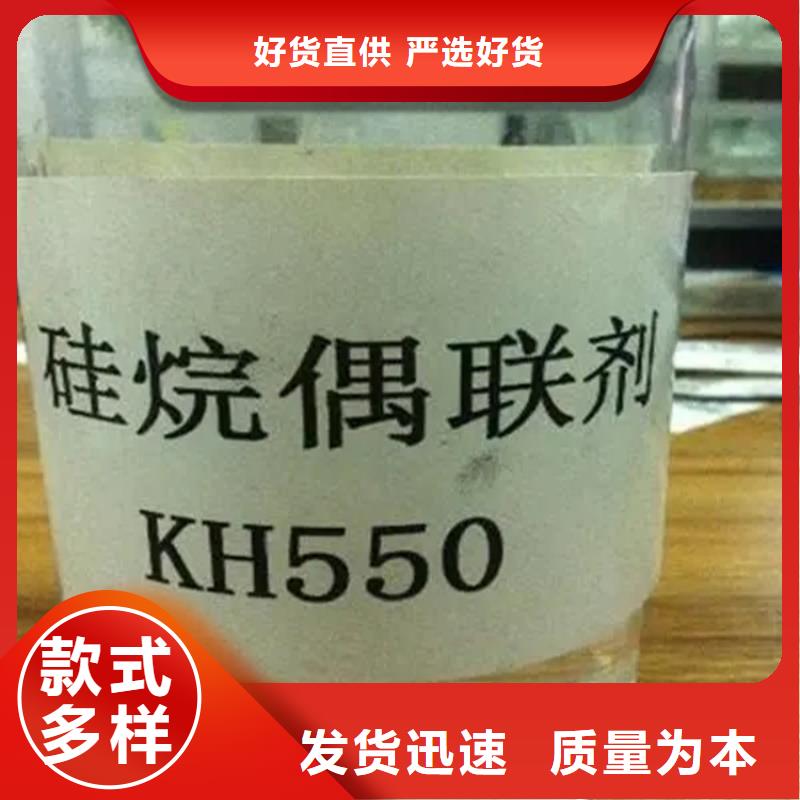 好货直供 严选好货
硅烷偶联剂
KH550
款式
多样
发货迅速 质量为本